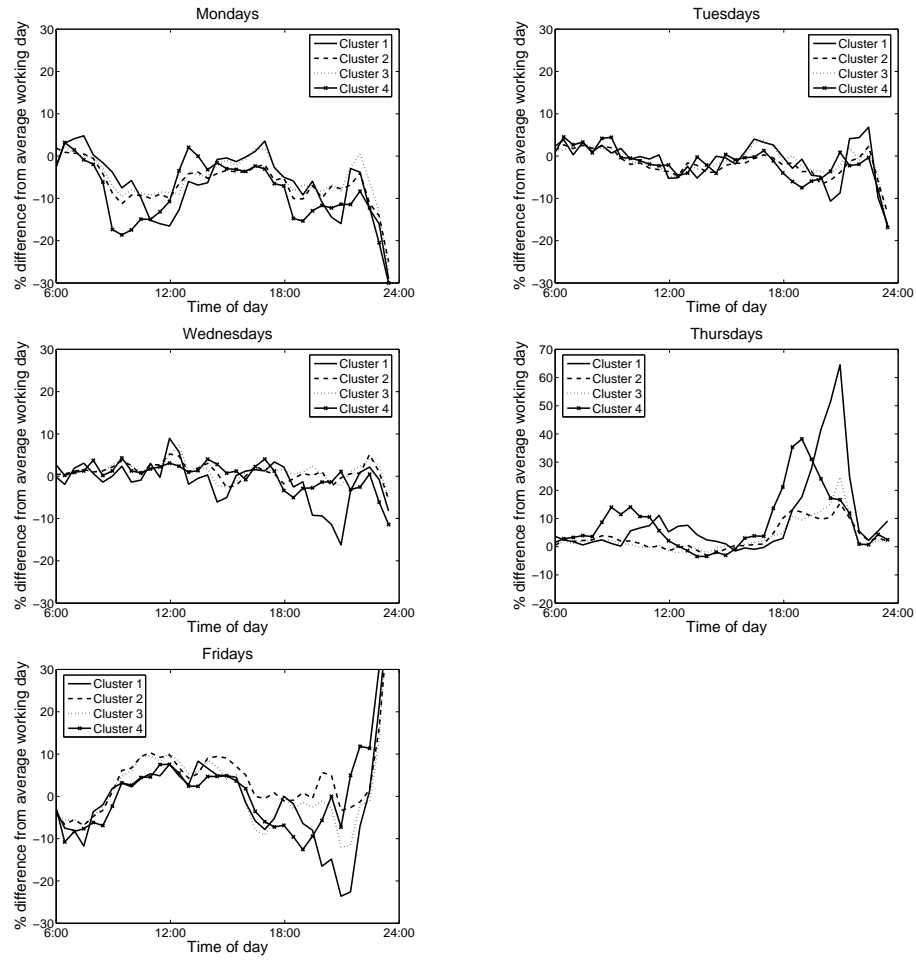 Mondays
% difference from average working day
30
20
10
0
−10
−20
−30
6:00
12:00
18:00
24:00
Time of day
Cluster 1
Cluster 2
Cluster 3
Cluster 4
Tuesdays
% difference from average working day
30
20
10
0
−10
−20
−30
6:00
12:00
18:00
24:00
Time of day
Cluster 1
Cluster 2
Cluster 3
Cluster 4
Wednesdays
% difference from average working day
30
20
10
0
−10
−20
−30
6:00
12:00
18:00
24:00
Time of day
Cluster 1
Cluster 2
Cluster 3
Cluster 4
Thursdays
% difference from average working day
70
60
50
40
30
20
10
0
−10
−20
6:00
12:00
18:00
24:00
Time of day
Cluster 1
Cluster 2
Cluster 3
Cluster 4
Fridays
% difference from average working day
30
20
10
0
−10
−20
−30
6:00
12:00
18:00
24:00
Time of day
Cluster 1
Cluster 2
Cluster 3
Cluster 4